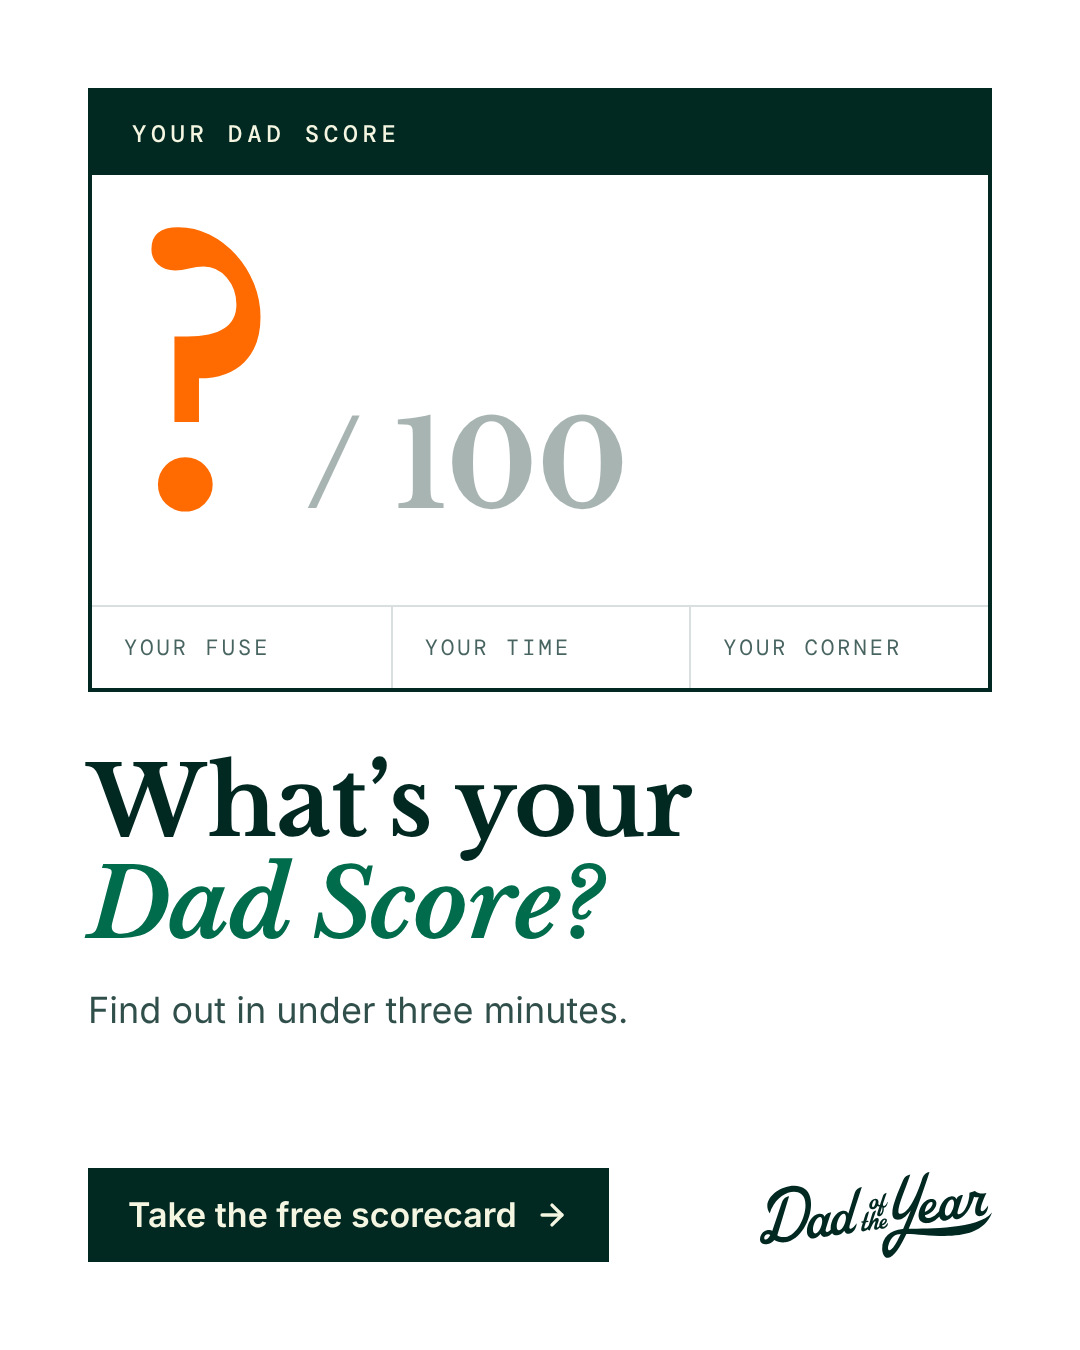 YOUR DAD SCORE
? / 100
YOUR FUSE
YOUR TIME
YOUR CORNER
What’s your
Dad Score?
Find out in under three minutes.
Take the free scorecard →
Dad of the Year